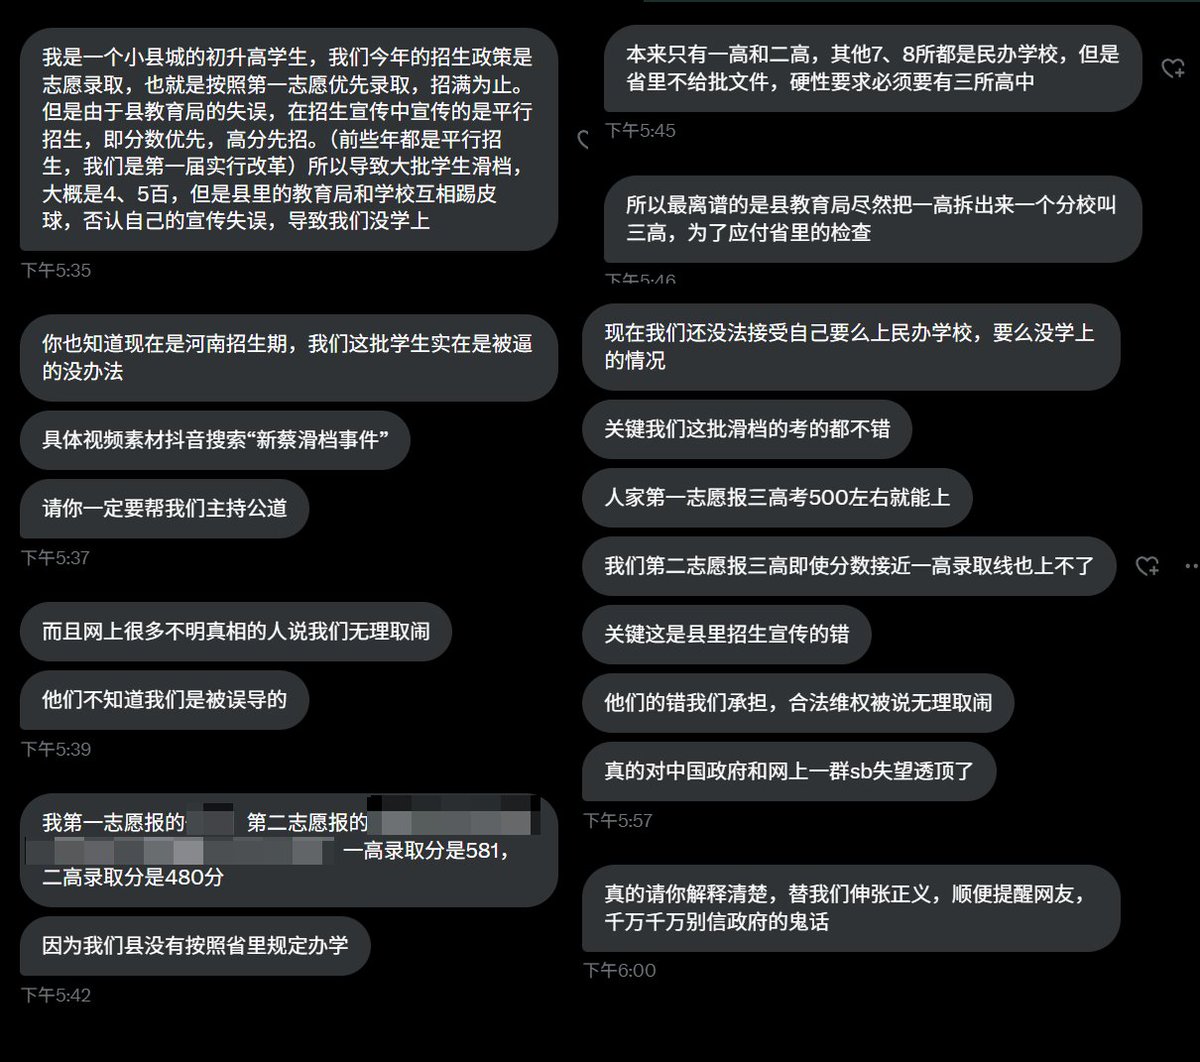 我是一个小县城的初升高学生，我们今年的招生政策是
志愿录取，也就是按照第一志愿优先录取，招满为止。
但是由于县教育局的失误，在招生宣传中宣传的是平行
招生，即分数优先，高分先招。（前些年都是平行招
生，我们是第一届实行改革）所以导致大批学生滑档，
大概是4、5百，但是县里的教育局和学校互相踢皮
球，否认自己的宣传失误，导致我们没学上
下午5:35
你也知道现在是河南招生期，我们这批学生实在是被逼
的没办法
具体视频素材抖音搜索“新蔡滑档事件”
请你一定要帮我们主持公道
下午5:37
而且网上很多不明真相的人说我们无理取闹
他们不知道我们是被误导的
下午5:39
我第一志愿报的 第二志愿报的
一高录取分是581，
二高录取分是480分
因为我们县没有按照省里规定办学
下午5:42
本来只有一高和二高，其他7、8所都是民办学校，但是
省里不给批文件，硬性要求必须要有三所高中
下午5:45
所以最离谱的是县教育局尽然把一高拆出来一个分校叫
三高，为了应付省里的检查
下午5:46
现在我们还没法接受自己要么上民办学校，要么没学上
的情况
关键我们这批滑档的考的都不错
人家第一志愿报三高考500左右就能上
我们第二志愿报三高即使分数接近一高录取线也上不了
关键这是县里招生宣传的错
他们的错我们承担，合法维权被说无理取闹
真的对中国政府和网上一群sb失望透顶了
下午5:57
真的请你解释清楚，替我们伸张正义，顺便提醒网友，
千万千万别信政府的鬼话
下午6:00